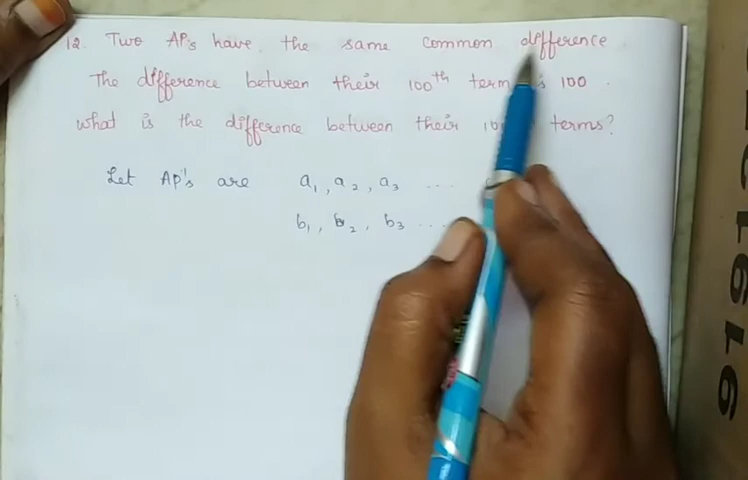 12. Two AP's have the same common difference
The difference between their 100th term is 100.
what is the difference between their terms?
Let AP's are a1, a2, a3 ....
b1, b2, b3 ....
9196